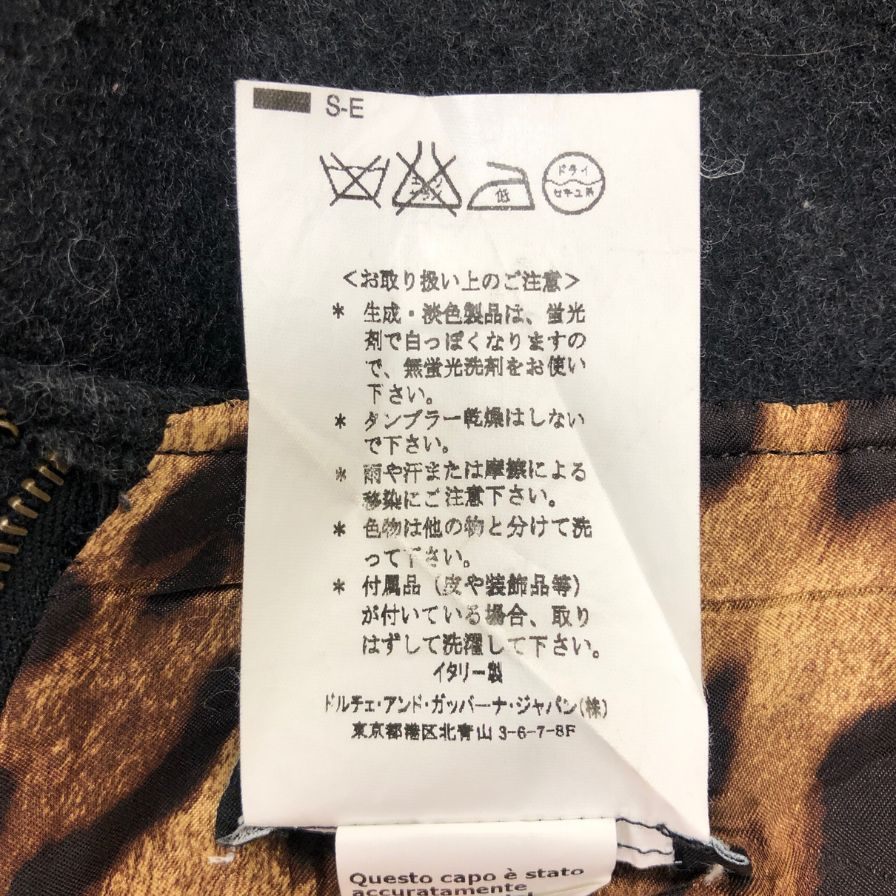 S-E
エンソ
サラシ
低
ドライ
セキユ系
<お取り扱い上のご注意>
* 生成・淡色製品は、蛍光
剤で白っぽくなりますの
で、無蛍光洗剤をお使い
下さい。
* タンブラー乾燥はしない
で下さい。
* 雨や汗または摩擦による
移染にご注意下さい。
* 色物は他の物と分けて洗
って下さい。
* 付属品（皮や装飾品等）
が付いている場合、取り
はずして洗濯して下さい。
イタリー製
ドルチェ・アンド・ガッバーナ・ジャパン(株)
東京都港区北青山 3-6-7-8F
Questo capo è stato
accuratamente